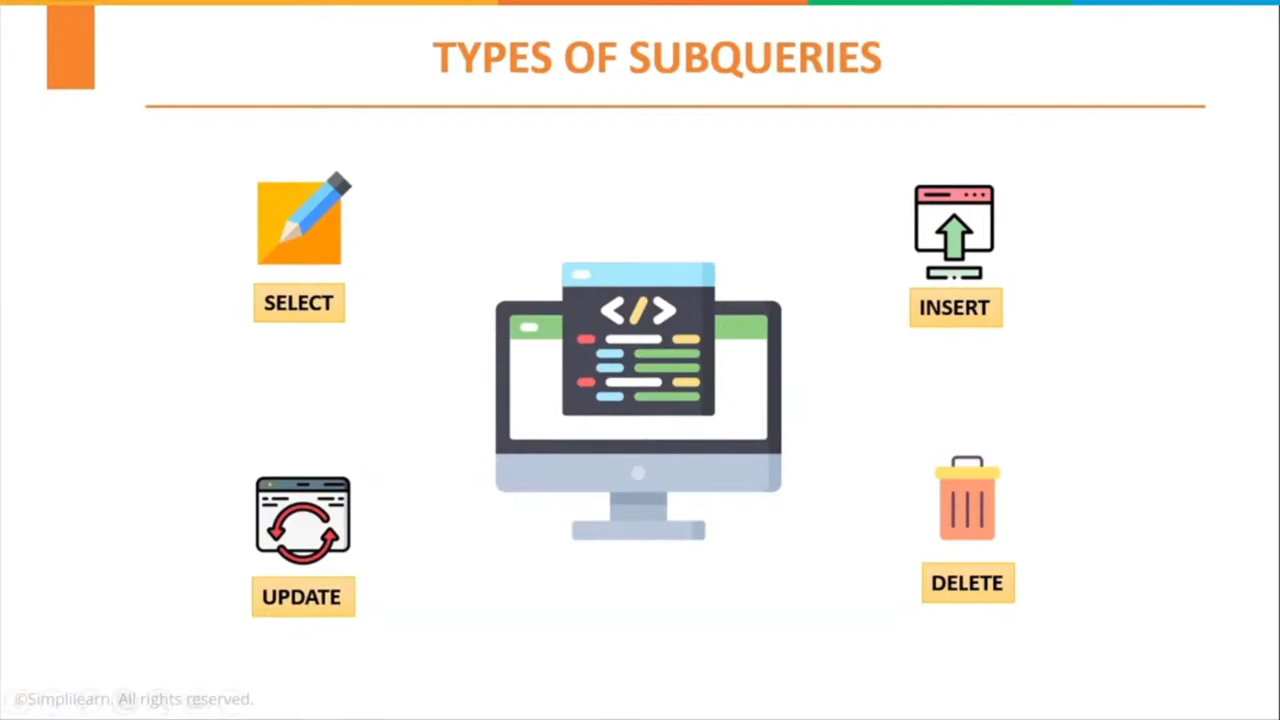 TYPES OF SUBQUERIES
SELECT
INSERT
</>
UPDATE
DELETE
©Simplilearn. All rights reserved.